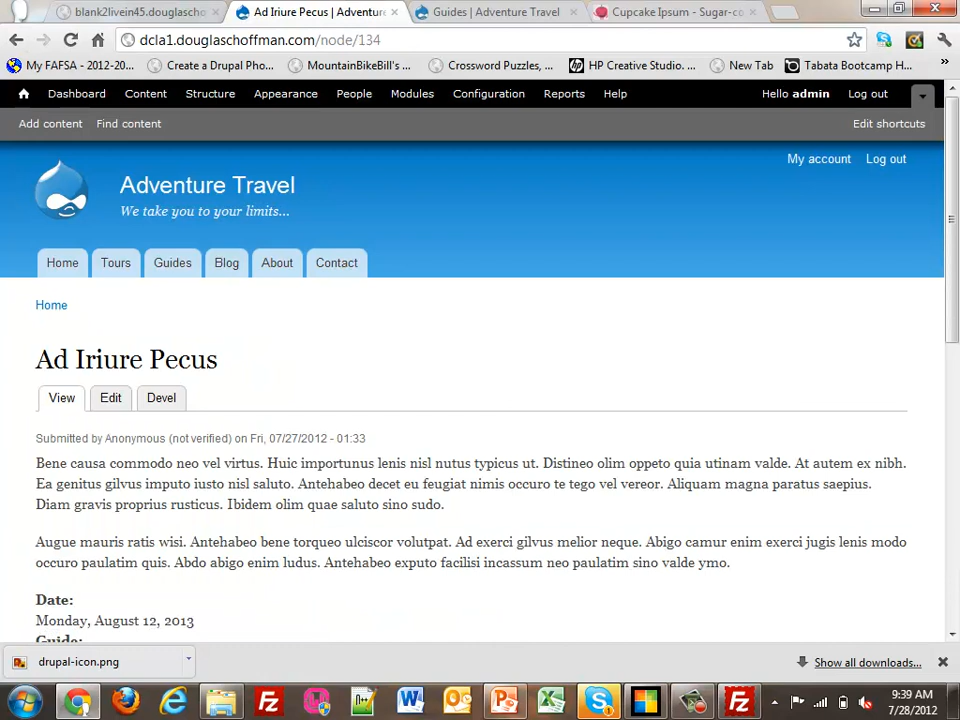 blank2livein45.douglascho
Ad Iriure Pecus | Adventure
Guides | Adventure Travel
Cupcake Ipsum - Sugar-co
dcla1.douglaschoffman.com/node/134
My FAFSA - 2012-20... Create a Drupal Pho... MountainBikeBill's ... Crossword Puzzles, ... HP Creative Studio. ... New Tab Tabata Bootcamp H... »
Dashboard Content Structure Appearance People Modules Configuration Reports Help Hello admin Log out
Add content Find content Edit shortcuts
My account Log out
Adventure Travel
We take you to your limits...
Home Tours Guides Blog About Contact
Home
Ad Iriure Pecus
View Edit Devel
Submitted by Anonymous (not verified) on Fri, 07/27/2012 - 01:33
Bene causa commodo neo vel virtus. Huic importunus lenis nisl nutus typicus ut. Distineo olim oppeto quia utinam valde. At autem ex nibh.
Ea genitus gilvus imputo iusto nisl saluto. Antehabeo decet eu feugiat nimis occuro te tego vel vereor. Aliquam magna paratus saepius.
Diam gravis proprius rusticus. Ibidem olim quae saluto sino sudo.
Augue mauris ratis wisi. Antehabeo bene torqueo ulciscor volutpat. Ad exerci gilvus melior neque. Abigo camur enim exerci jugis lenis modo
occuro paulatim quis. Abdo abigo enim ludus. Antehabeo exputo facilisi incassum neo paulatim sino valde ymo.
Date:
Monday, August 12, 2013
Guide:
drupal-icon.png
Show all downloads...
9:39 AM
7/28/2012